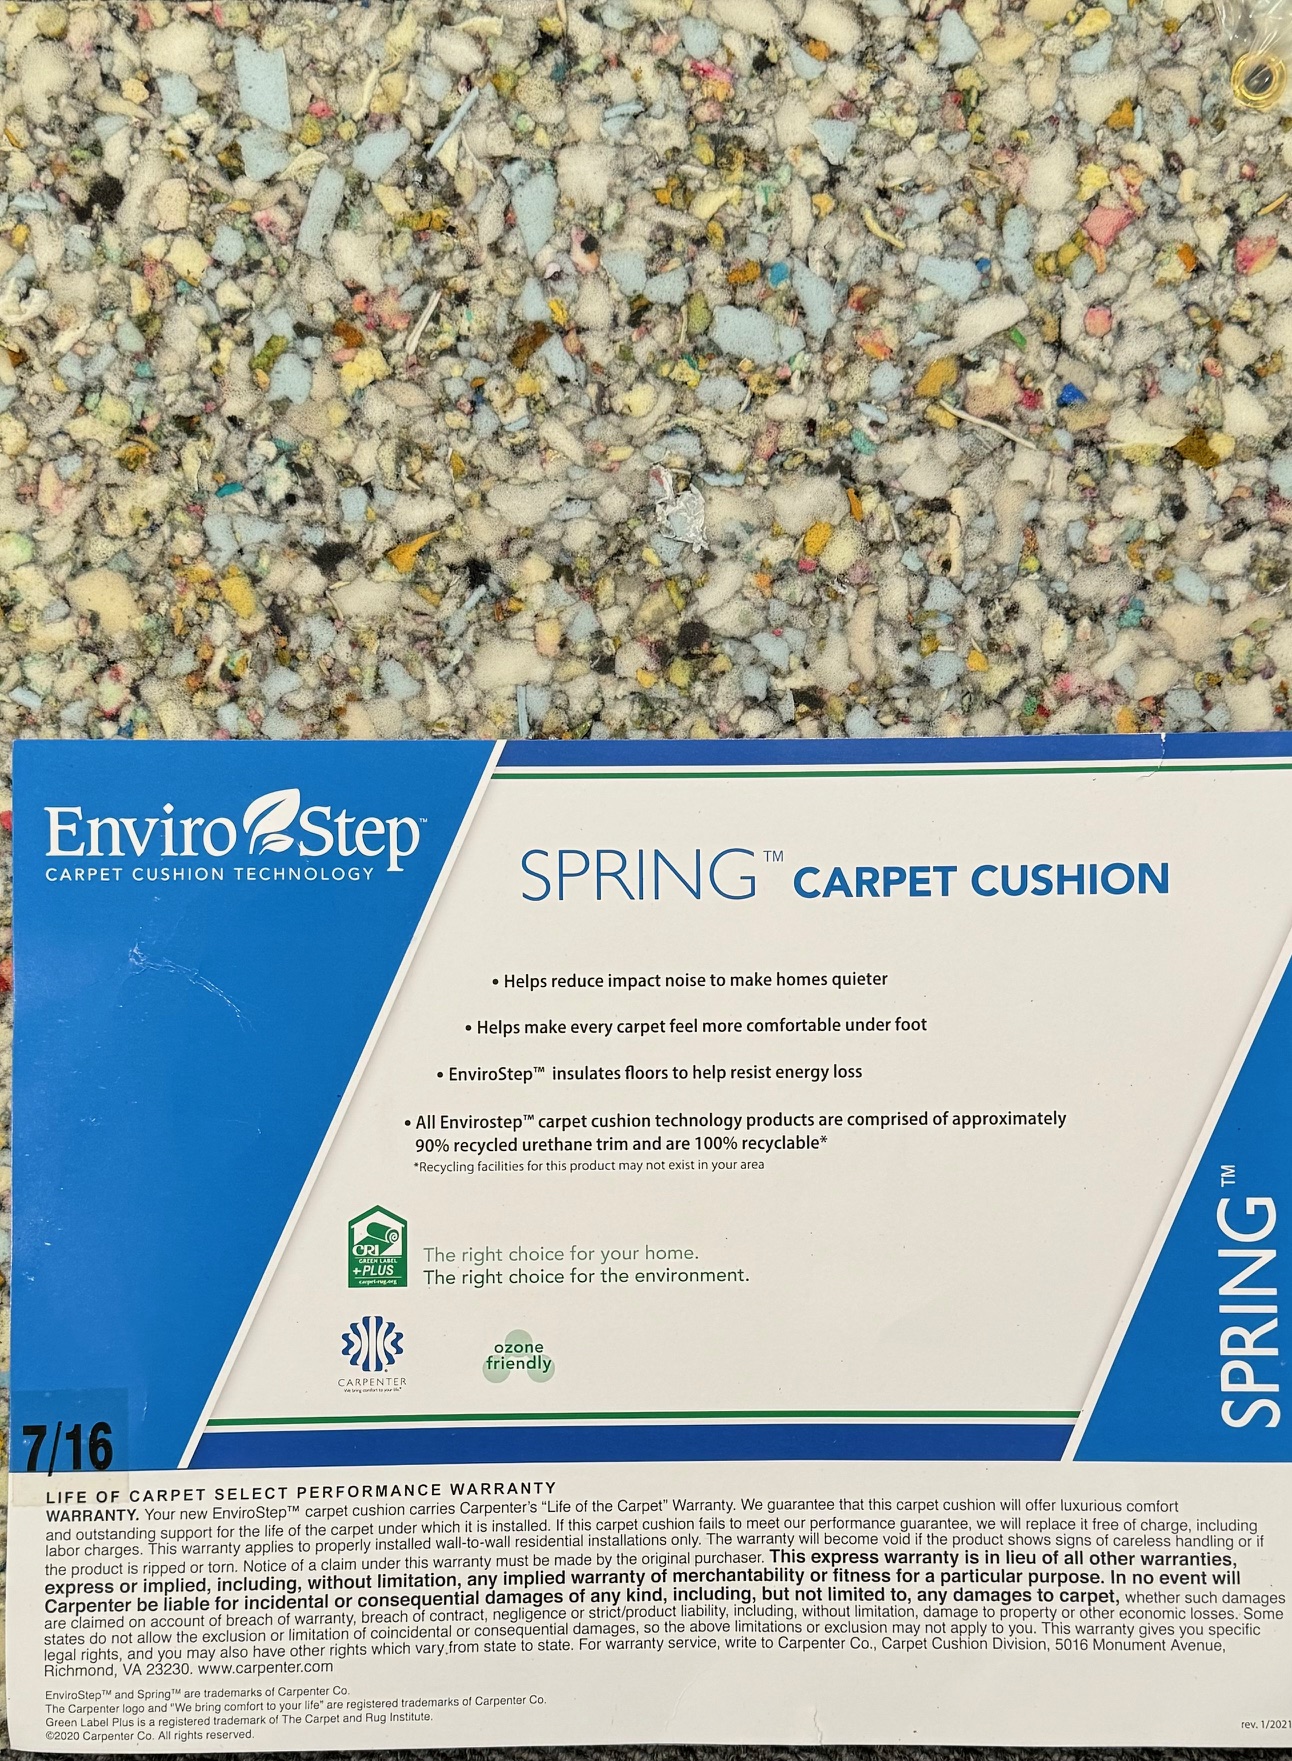 Enviro Step™
CARPET CUSHION TECHNOLOGY
SPRING™ CARPET CUSHION
• Helps reduce impact noise to make homes quieter
• Helps make every carpet feel more comfortable under foot
• EnviroStep™ insulates floors to help resist energy loss
• All Envirostep™ carpet cushion technology products are comprised of approximately
90% recycled urethane trim and are 100% recyclable*
*Recycling facilities for this product may not exist in your area
CRI
GREEN LABEL
+PLUS
carpet-rug.org
The right choice for your home.
The right choice for the environment.
CARPENTER
We bring comfort to your life®
ozone
friendly
SPRING™
7/16
LIFE OF CARPET SELECT PERFORMANCE WARRANTY
WARRANTY. Your new EnviroStep™ carpet cushion carries Carpenter's “Life of the Carpet” Warranty. We guarantee that this carpet cushion will offer luxurious comfort
and outstanding support for the life of the carpet under which it is installed. If this carpet cushion fails to meet our performance guarantee, we will replace it free of charge, including
labor charges. This warranty applies to properly installed wall-to-wall residential installations only. The warranty will become void if the product shows signs of careless handling or if
the product is ripped or torn. Notice of a claim under this warranty must be made by the original purchaser. This express warranty is in lieu of all other warranties,
express or implied, including, without limitation, any implied warranty of merchantability or fitness for a particular purpose. In no event will
Carpenter be liable for incidental or consequential damages of any kind, including, but not limited to, any damages to carpet, whether such damages
are claimed on account of breach of warranty, breach of contract, negligence or strict/product liability, including, without limitation, damage to property or other economic losses. Some
states do not allow the exclusion or limitation of coincidental or consequential damages, so the above limitations or exclusion may not apply to you. This warranty gives you specific
legal rights, and you may also have other rights which vary from state to state. For warranty service, write to Carpenter Co., Carpet Cushion Division, 5016 Monument Avenue,
Richmond, VA 23230. www.carpenter.com
EnviroStep™ and Spring™ are trademarks of Carpenter Co.
The Carpenter logo and "We bring comfort to your life" are registered trademarks of Carpenter Co.
Green Label Plus is a registered trademark of The Carpet and Rug Institute.
©2020 Carpenter Co. All rights reserved.
rev. 1/2021